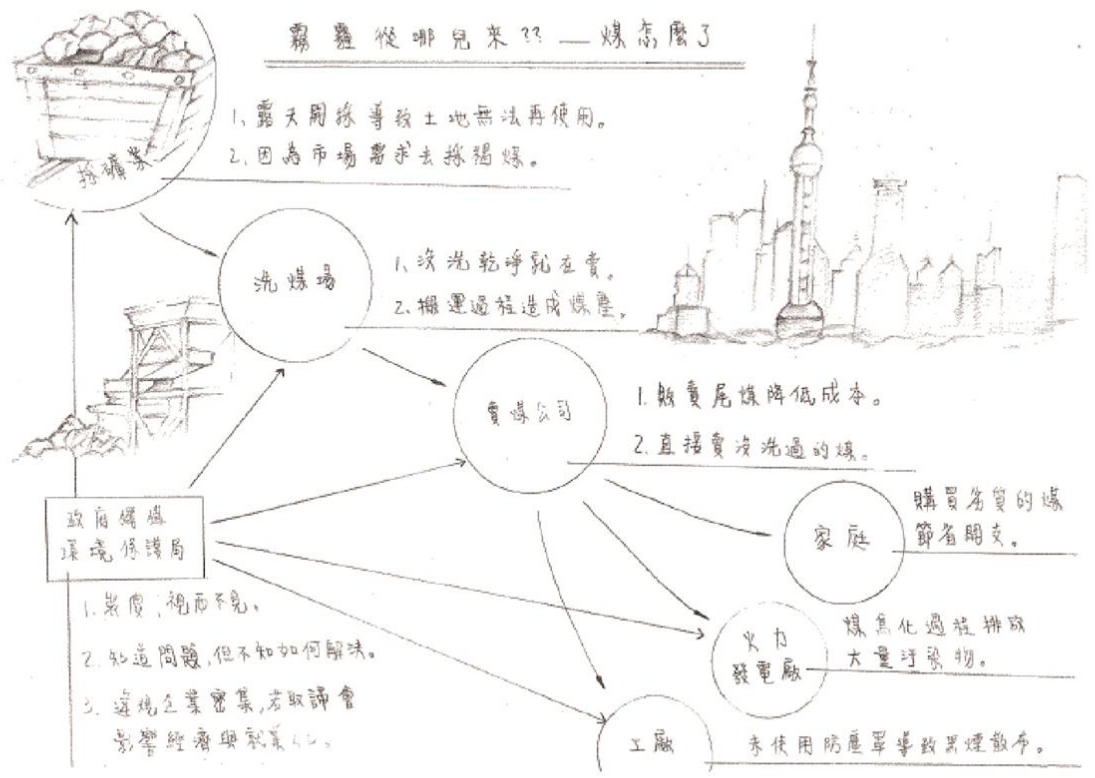 霧霾從哪兒來??—煤怎麼了
1.露天開採導致土地無法再使用。
2.因為市場需求去採褐煤。
採礦業
洗煤場
1.沒洗乾淨就在賣。
2.搬運過程造成煤塵。
賣煤公司
1.販賣尾煤降低成本。
2.直接賣沒洗過的煤。
政府機構
環境保護局
1.態度:視而不見。
2.知道問題,但不知如何解決。
3.企業密集,若取諦會
影響經濟與就業
家庭
購買劣質的煤
節省開支。
火力
發電廠
煤焦化過程排放
大量汙染物。
工廠
未使用防塵罩導致黑煙散布。